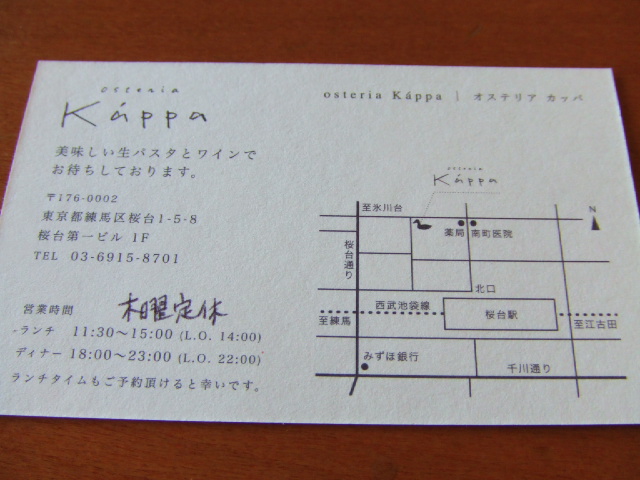 osteria
Káppa
美味しい生パスタとワインで
お待ちしております。
〒176-0002
東京都練馬区桜台1-5-8
桜台第一ビル 1F
TEL 03-6915-8701
営業時間 木曜定休
ランチ 11:30～15:00 (L.O. 14:00)
ディナー 18:00～23:00 (L.O. 22:00)
ランチタイムもご予約頂けると幸いです。
osteria Káppa | オステリア カッパ
osteria
Káppa
至氷川台
N
薬局 南町医院
桜台通り
北口
西武池袋線
桜台駅
至練馬
至江古田
みずほ銀行
千川通り